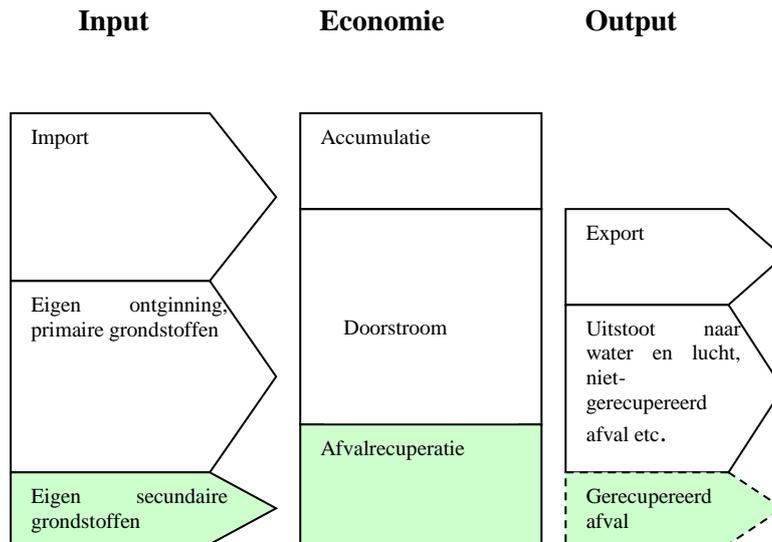 Input
Economie
Output
Import
Eigen ontginning,
primaire grondstoffen
Eigen secundaire
grondstoffen
Accumulatie
Doorstroom
Afvalrecuperatie
Export
Uitstoot naar
water en lucht,
niet-
gerecupereerd
afval etc.
Gerecupereerd
afval